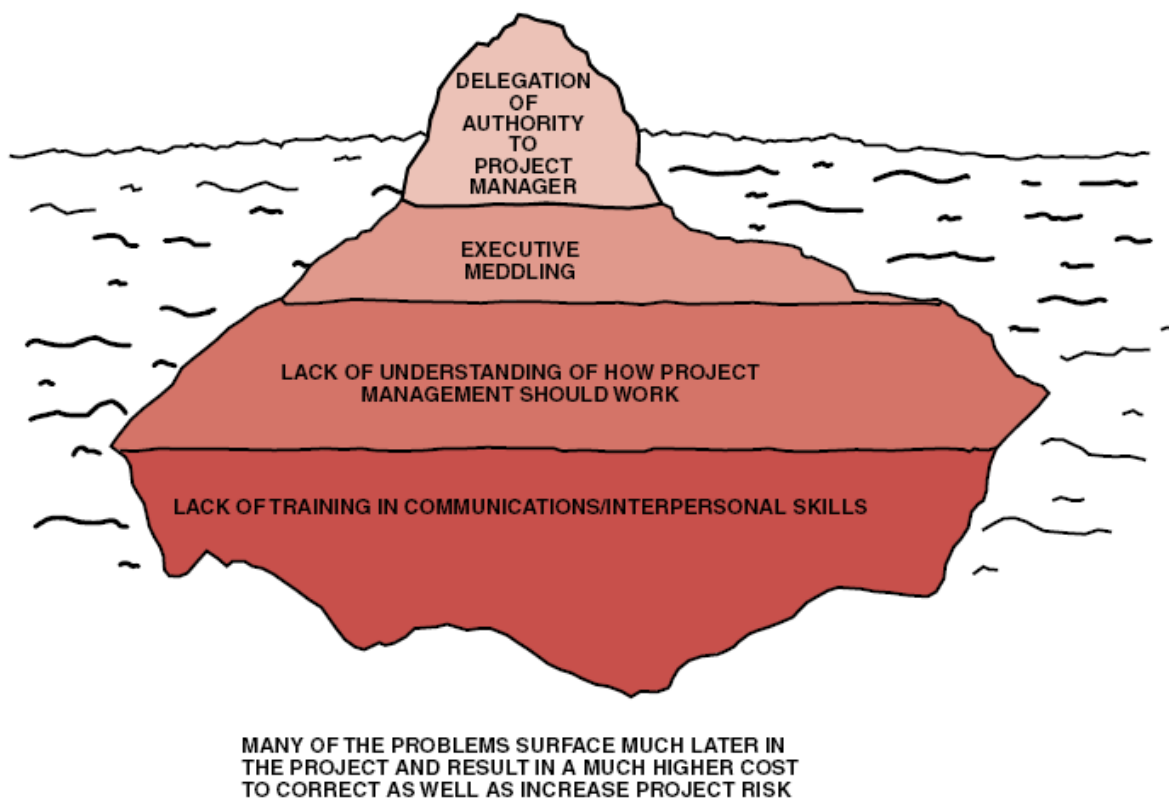 DELEGATION
OF
AUTHORITY
TO
PROJECT
MANAGER
EXECUTIVE
MEDDLING
LACK OF UNDERSTANDING OF HOW PROJECT
MANAGEMENT SHOULD WORK
LACK OF TRAINING IN COMMUNICATIONS/INTERPERSONAL SKILLS
MANY OF THE PROBLEMS SURFACE MUCH LATER IN
THE PROJECT AND RESULT IN A MUCH HIGHER COST
TO CORRECT AS WELL AS INCREASE PROJECT RISK